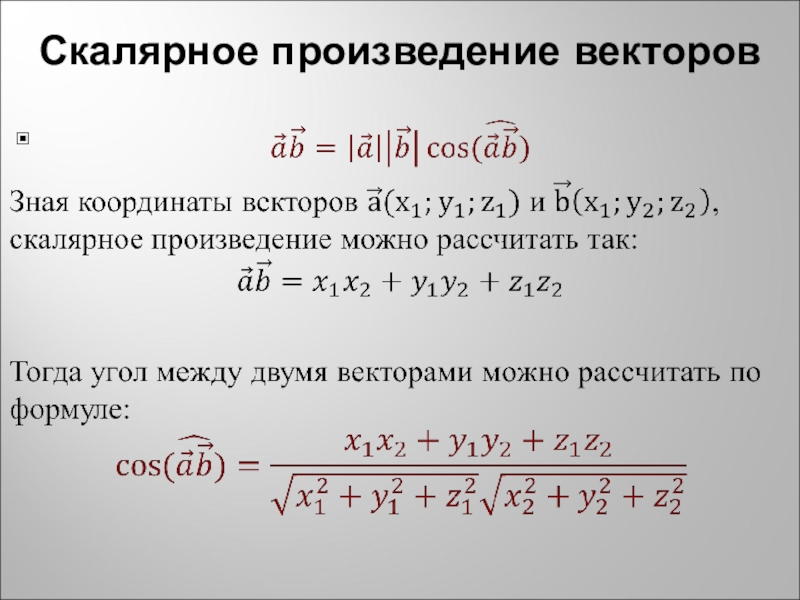 Скалярное произведение векторов
$\vec{a}\vec{b} = |\vec{a}||\vec{b}| \cos(\widehat{\vec{a}\vec{b}})$
Зная координаты векторов $\vec{a}(x_1; y_1; z_1)$ и $\vec{b}(x_1; y_2; z_2)$,
скалярное произведение можно рассчитать так:
$\vec{a}\vec{b} = x_1x_2 + y_1y_2 + z_1z_2$
Тогда угол между двумя векторами можно рассчитать по
формуле:
$\cos(\widehat{\vec{a}\vec{b}}) = \frac{x_1x_2 + y_1y_2 + z_1z_2}{\sqrt{x_1^2 + y_1^2 + z_1^2}\sqrt{x_2^2 + y_2^2 + z_2^2}}$